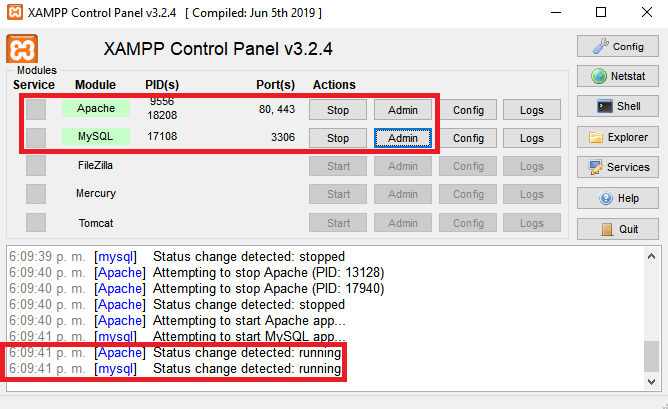 XAMPP Control Panel v3.2.4 [ Compiled: Jun 5th 2019 ]
XAMPP Control Panel v3.2.4
Config
Modules
Service Module PID(s) Port(s) Actions
Netstat
Apache 9556 18208 80, 443 Stop Admin Config Logs
Shell
MySQL 17108 3306 Stop Admin Config Logs
Explorer
FileZilla Start Admin Config Logs
Services
Mercury Start Admin Config Logs
Help
Tomcat Start Admin Config Logs
Quit
6:09:39 p. m. [mysql] Status change detected: stopped
6:09:40 p. m. [Apache] Attempting to stop Apache (PID: 13128)
6:09:40 p. m. [Apache] Attempting to stop Apache (PID: 17940)
6:09:40 p. m. [Apache] Status change detected: stopped
6:09:40 p. m. [Apache] Attempting to start Apache app...
6:09:41 p. m. [mysql] Attempting to start MySQL app...
6:09:41 p. m. [Apache] Status change detected: running
6:09:41 p. m. [mysql] Status change detected: running